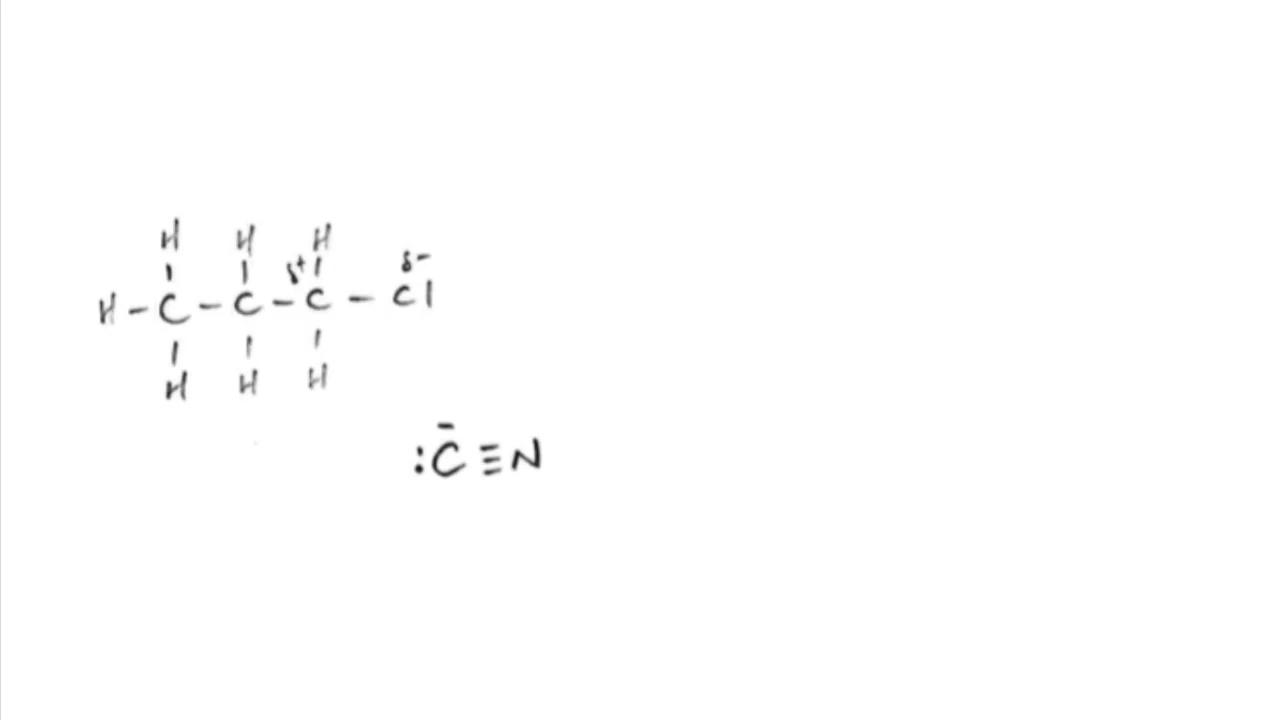 H H H
δ+ δ-
H - C - C - C - Cl
H H H
:C̄ ≡ N